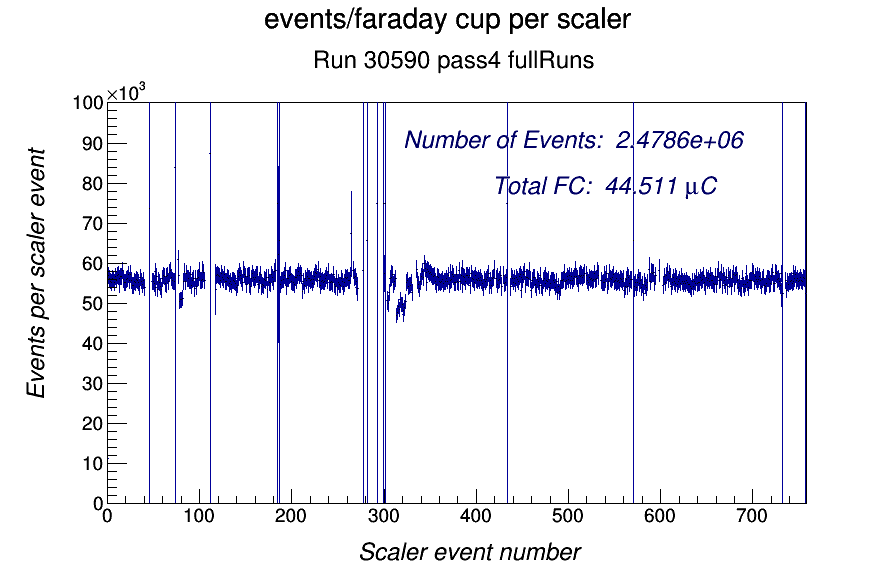 events/faraday cup per scaler
Run 30590 pass4 fullRuns
×10³
100
90
80
70
60
50
40
30
20
10
0
Events per scaler event
Number of Events: 2.4786e+06
Total FC: 44.511 μC
0 100 200 300 400 500 600 700
Scaler event number